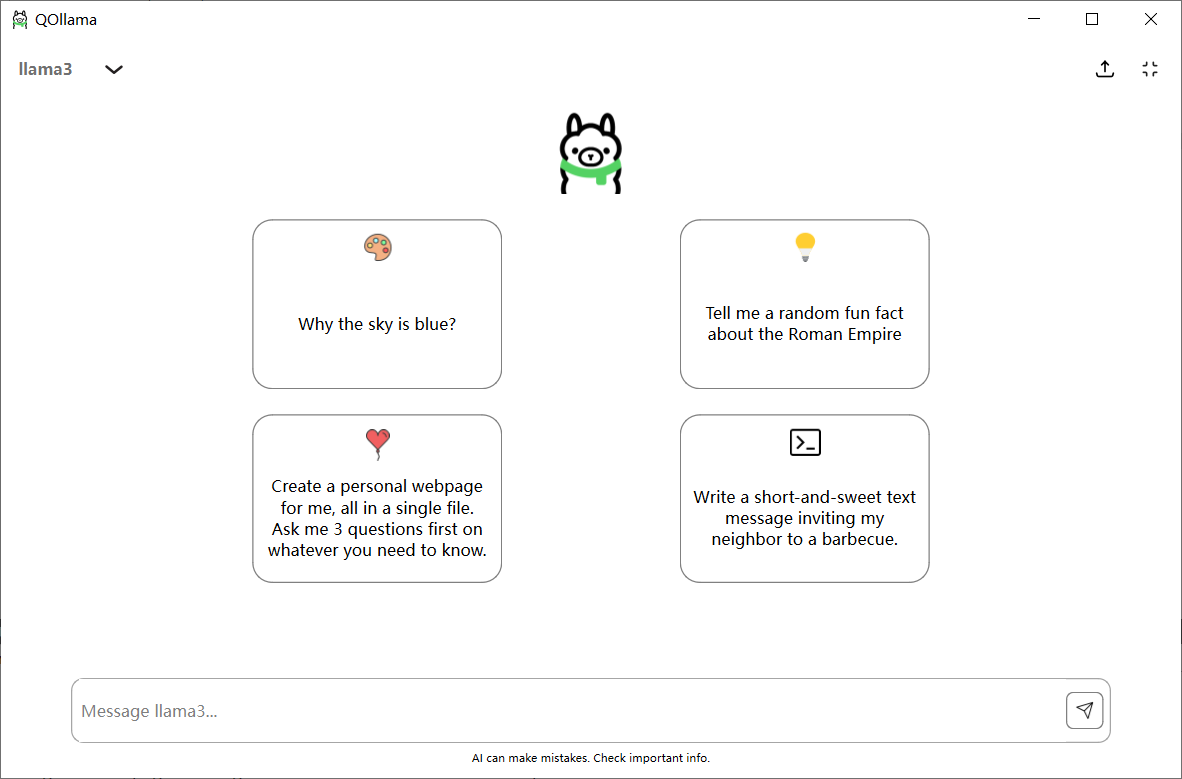 QOllama
llama3
Why the sky is blue?
Tell me a random fun fact
about the Roman Empire
Create a personal webpage
for me, all in a single file.
Ask me 3 questions first on
whatever you need to know.
Write a short-and-sweet text
message inviting my
neighbor to a barbecue.
Message llama3...
AI can make mistakes. Check important info.